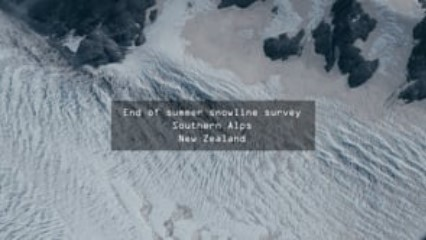 End of summer snowline survey
Southern Alps
New Zealand